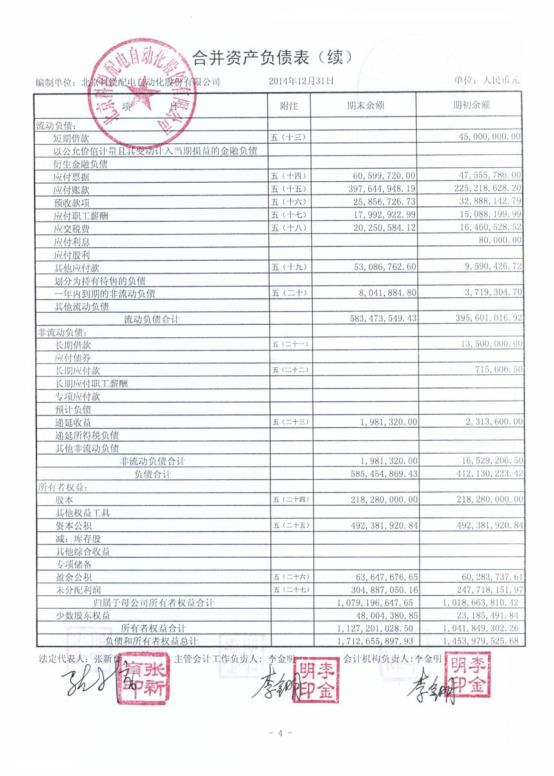 合并资产负债表（续）
编制单位：北京科锐配电自动化股份有限公司 2014年12月31日 单位：人民币元
项 目 附注 期末余额 期初余额
流动负债：
短期借款 五（十三） 45,000,000.00
以公允价值计量且其变动计入当期损益的金融负债
衍生金融负债
应付票据 五（十四） 60,599,720.00 47,555,786.00
应付账款 五（十五） 397,644,948.19 225,218,628.20
预收款项 五（十六） 25,856,726.73 32,888,142.79
应付职工薪酬 五（十七） 17,992,922.99 15,088,199.99
应交税费 五（十八） 20,250,584.12 16,460,528.52
应付利息 80,000.00
应付股利
其他应付款 五（十九） 53,086,762.60 9,590,426.72
划分为持有待售的负债
一年内到期的非流动负债 五（二十） 8,041,884.80 3,719,304.70
其他流动负债
流动负债合计 583,473,549.43 395,601,016.92
非流动负债：
长期借款 五（二十一） 13,500,000.00
应付债券
长期应付款 五（二十二） 715,606.50
长期应付职工薪酬
专项应付款
预计负债
递延收益 五（二十三） 1,981,320.00 2,313,600.00
递延所得税负债
其他非流动负债
非流动负债合计 1,981,320.00 16,529,206.50
负债合计 585,454,869.43 412,130,223.42
所有者权益：
股本 五（二十四） 218,280,000.00 218,280,000.00
其他权益工具
资本公积 五（二十五） 492,381,920.84 492,381,920.84
减：库存股
其他综合收益
专项储备
盈余公积 五（二十六） 63,647,676.65 60,283,737.61
未分配利润 五（二十七） 304,887,050.16 247,718,151.97
归属于母公司所有者权益合计 1,079,196,647.65 1,018,663,810.42
少数股东权益 48,004,380.85 23,185,491.84
所有者权益合计 1,127,201,028.50 1,041,849,302.26
负债和所有者权益总计 1,712,655,897.93 1,453,979,525.68
法定代表人：张新育 主管会计工作负责人：李金明 会计机构负责人：李金明
张新育 李金明印 李金明印
- 4 -